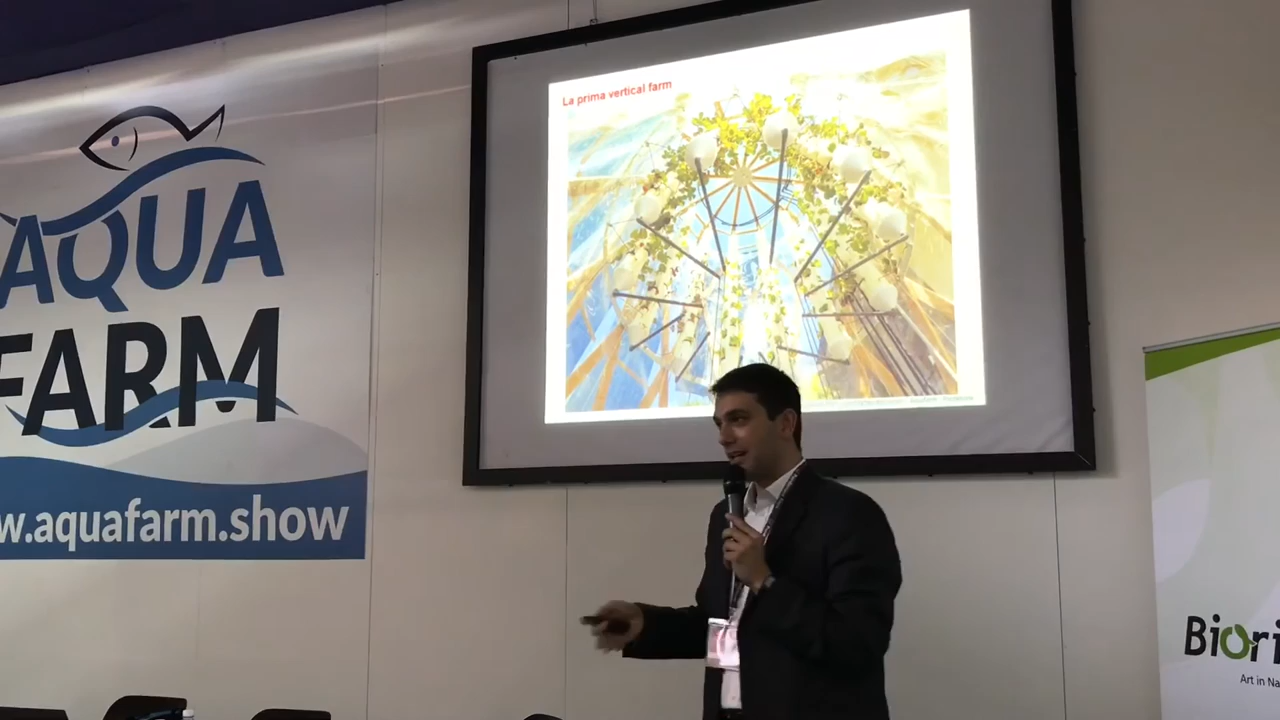 AQUA
FARM
w.aquafarm.show
La prima vertical farm
Biori
Art in Na